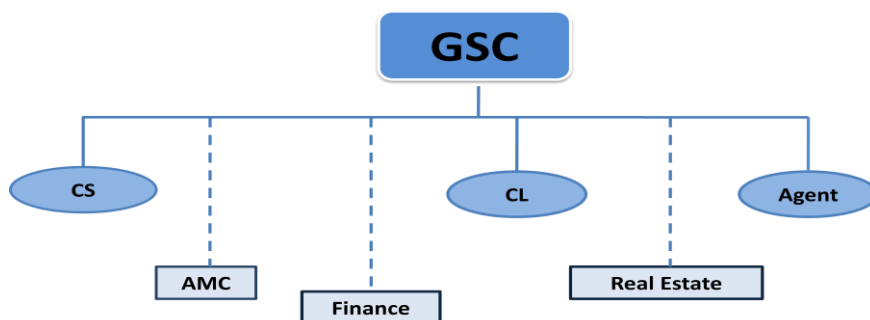 GSC
CS
CL
Agent
AMC
Real Estate
Finance